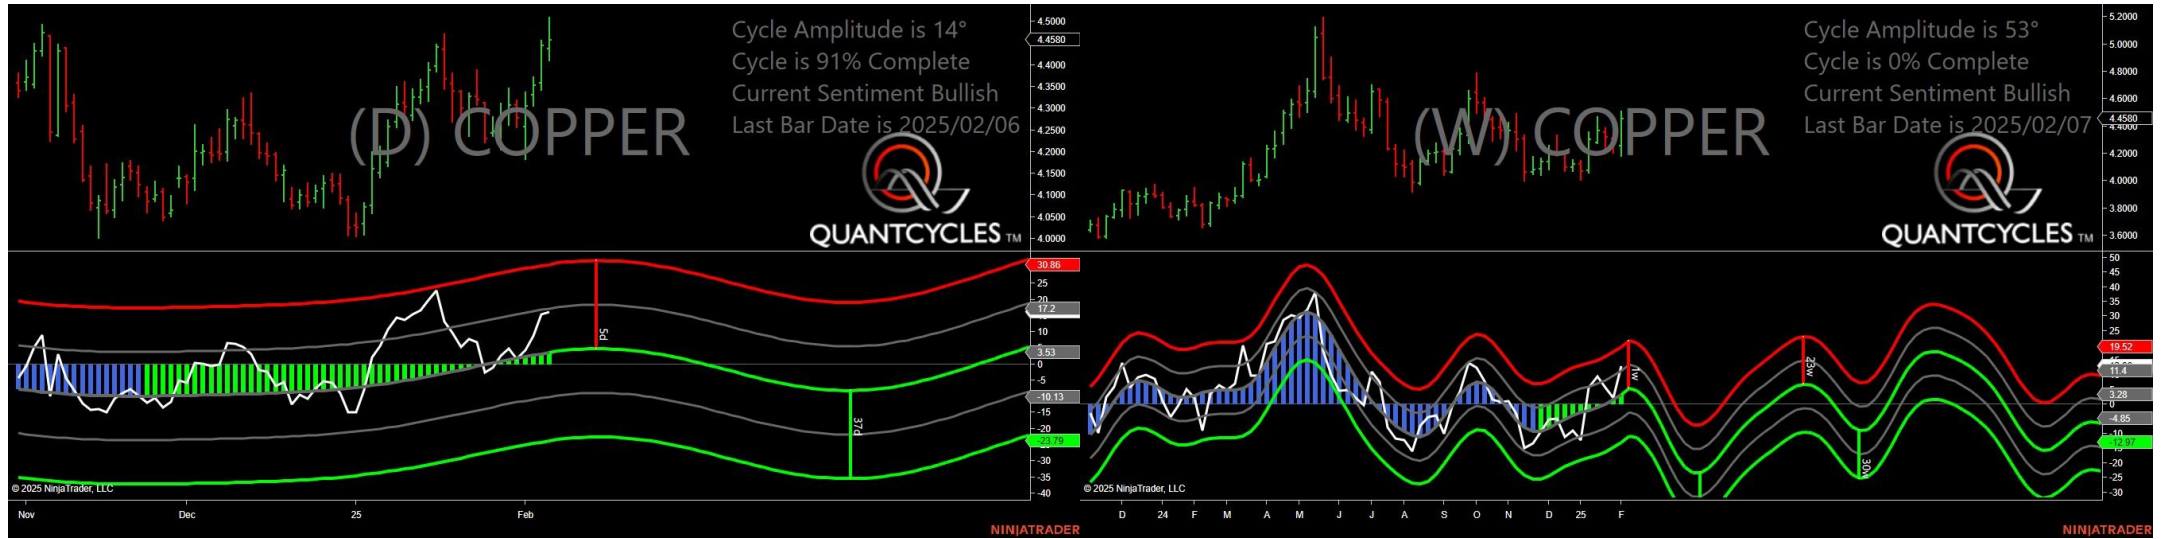 Cycle Amplitude is 14°
Cycle is 91% Complete
Current Sentiment Bullish
Last Bar Date is 2025/02/06
(D) COPPER
QUANTCYCLES TM
4.5000
4.4580
4.4000
4.3500
4.3000
4.2500
4.2000
4.1500
4.1000
4.0500
4.0000
30.86
25
20
17.2
10
3.53
0
-5
-10.13
-15
-20
-23.79
-30
-35
-40
5d
37d
© 2025 NinjaTrader, LLC
Nov Dec 25 Feb
NINJATRADER
Cycle Amplitude is 53°
Cycle is 0% Complete
Current Sentiment Bullish
Last Bar Date is 2025/02/07
(W) COPPER
QUANTCYCLES TM
5.2000
5.0000
4.8000
4.6000
4.4580
4.4000
4.2000
4.0000
3.8000
3.6000
50
45
40
35
30
25
19.52
11.4
3.28
0
-4.85
-10
-12.97
-20
-25
-30
1w
23w
30w
© 2025 NinjaTrader, LLC
D 24 F M A M J J A S O N D 25 F
NINJATRADER